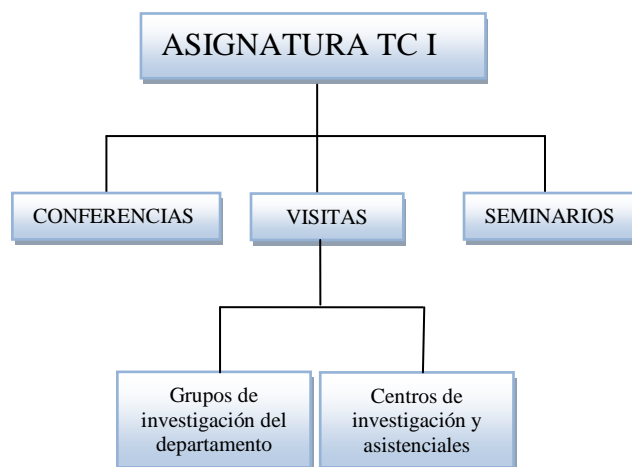 ASIGNATURA TC I
CONFERENCIAS
VISITAS
SEMINARIOS
Grupos de
investigación del
departamento
Centros de
investigación y
asistenciales